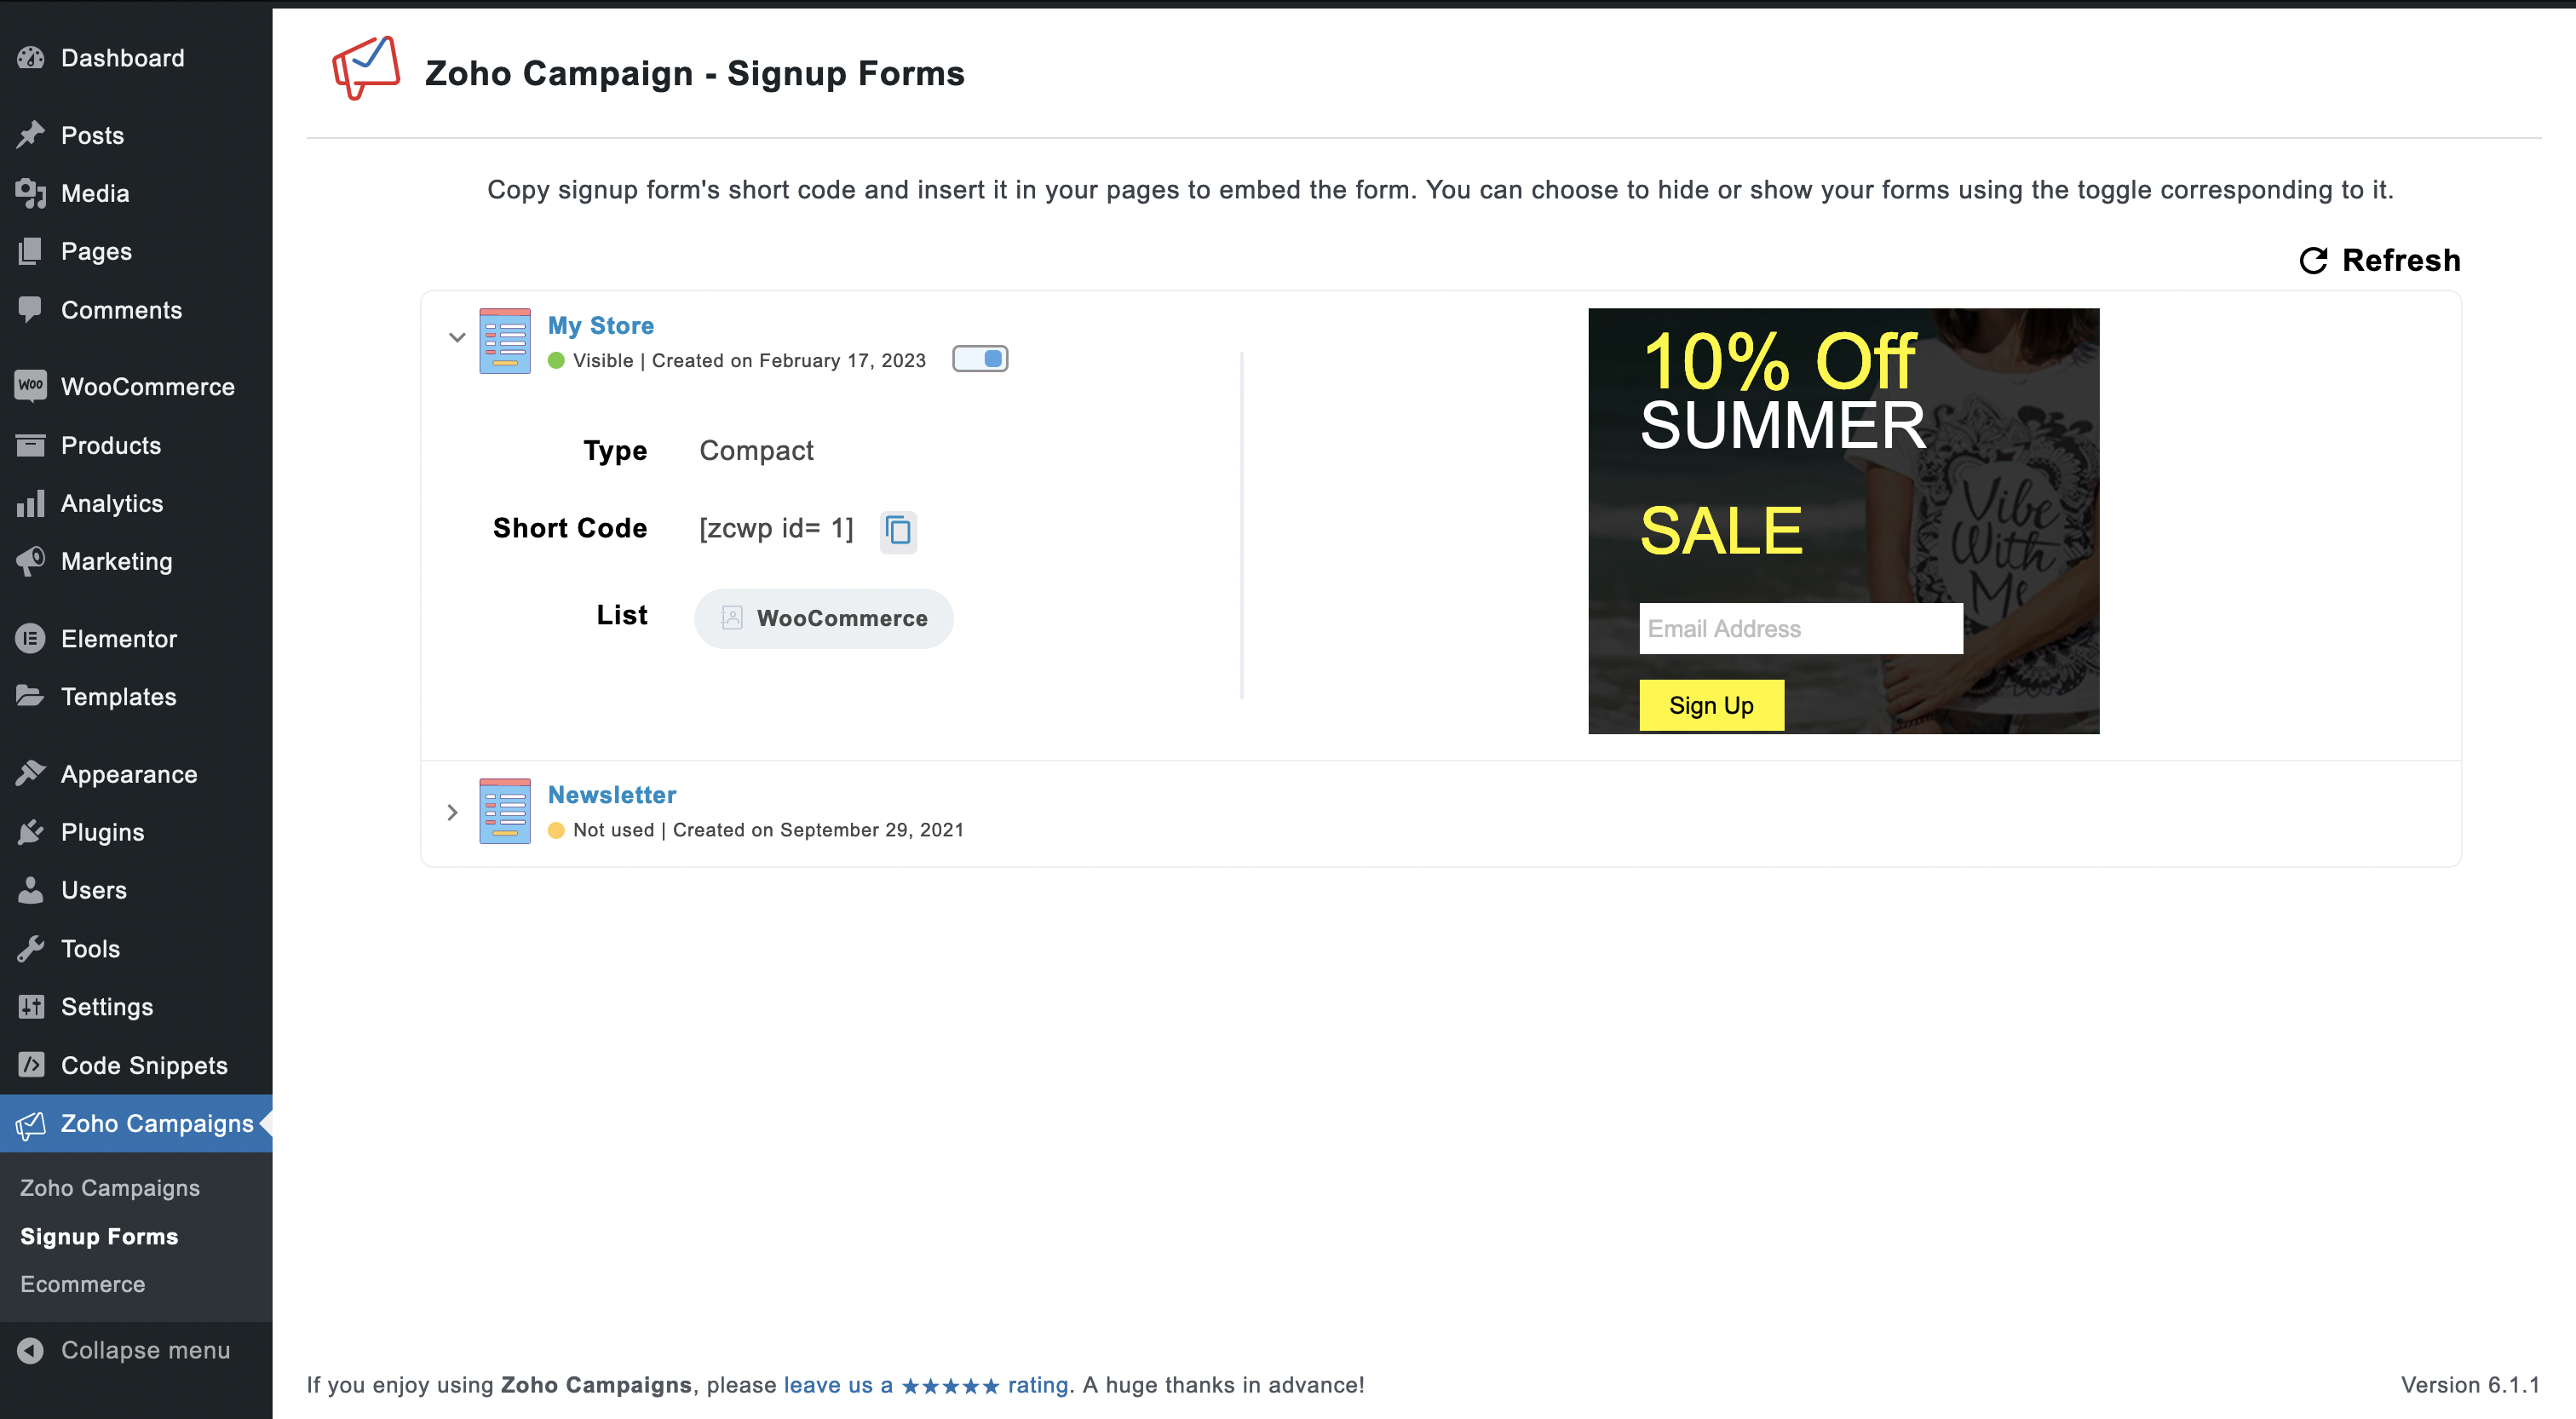 Dashboard
Posts
Media
Pages
Comments
Woo WooCommerce
Products
Analytics
Marketing
Elementor
Templates
Appearance
Plugins
Users
Tools
Settings
Code Snippets
Zoho Campaigns
Zoho Campaigns
Signup Forms
Ecommerce
Collapse menu
Zoho Campaign - Signup Forms
Copy signup form's short code and insert it in your pages to embed the form. You can choose to hide or show your forms using the toggle corresponding to it.
Refresh
My Store
Visible | Created on February 17, 2023
Type Compact
Short Code [zcwp id= 1]
List WooCommerce
10% Off
SUMMER
SALE
Vibe
With
Me
Email Address
Sign Up
Newsletter
Not used | Created on September 29, 2021
If you enjoy using Zoho Campaigns, please leave us a ★★★★★ rating. A huge thanks in advance!
Version 6.1.1